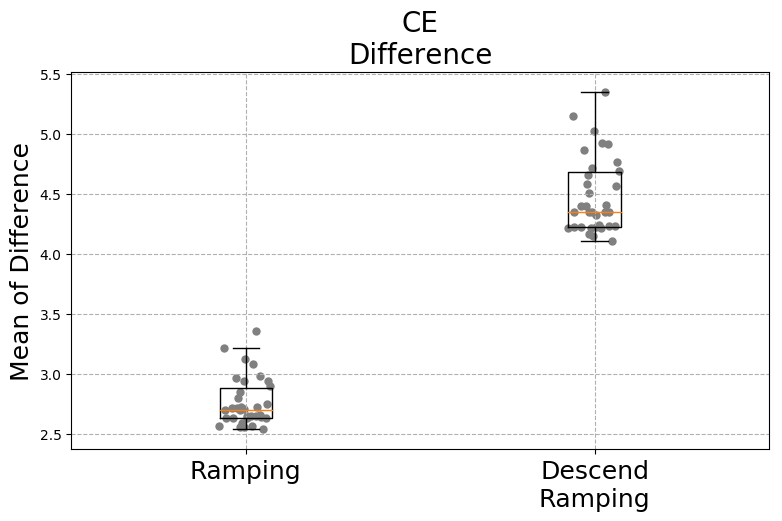 CE
Difference
Mean of Difference
5.5
5.0
4.5
4.0
3.5
3.0
2.5
Ramping
Descend
Ramping